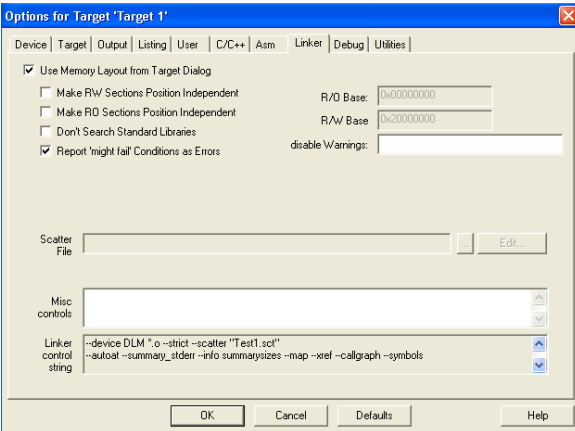 Options for Target 'Target 1'
Device Target Output Listing User C/C++ Asm Linker Debug Utilities
Use Memory Layout from Target Dialog
Make RW Sections Position Independent
R/O Base: 0x00000000
Make RO Sections Position Independent
R/W Base 0x20000000
Don't Search Standard Libraries
disable Warnings:
Report 'might fail' Conditions as Errors
Scatter
File
... Edit...
Misc
controls
Linker
control
string
--device DLM *.o --strict --scatter "Test1.sct"
--autoat --summary_stderr --info summarysizes --map --xref --callgraph --symbols
OK Cancel Defaults Help